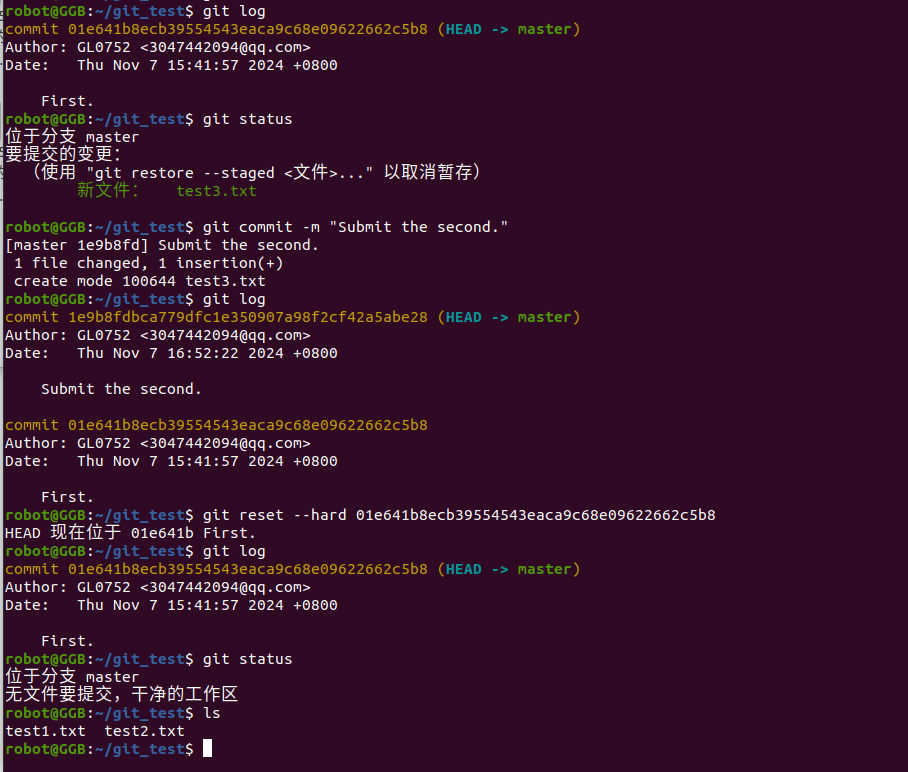 robot@GGB:~/git_test$ git log
commit 01e641b8ecb39554543eaca9c68e09622662c5b8 (HEAD -> master)
Author: GL0752 <3047442094@qq.com>
Date:   Thu Nov 7 15:41:57 2024 +0800
    First.
robot@GGB:~/git_test$ git status
位于分支 master
要提交的变更：
  （使用 "git restore --staged <文件>..." 以取消暂存）
        新文件：   test3.txt
robot@GGB:~/git_test$ git commit -m "Submit the second."
[master 1e9b8fd] Submit the second.
 1 file changed, 1 insertion(+)
 create mode 100644 test3.txt
robot@GGB:~/git_test$ git log
commit 1e9b8fdbca779dfc1e350907a98f2cf42a5abe28 (HEAD -> master)
Author: GL0752 <3047442094@qq.com>
Date:   Thu Nov 7 16:52:22 2024 +0800
    Submit the second.
commit 01e641b8ecb39554543eaca9c68e09622662c5b8
Author: GL0752 <3047442094@qq.com>
Date:   Thu Nov 7 15:41:57 2024 +0800
    First.
robot@GGB:~/git_test$ git reset --hard 01e641b8ecb39554543eaca9c68e09622662c5b8
HEAD 现在位于 01e641b First.
robot@GGB:~/git_test$ git log
commit 01e641b8ecb39554543eaca9c68e09622662c5b8 (HEAD -> master)
Author: GL0752 <3047442094@qq.com>
Date:   Thu Nov 7 15:41:57 2024 +0800
    First.
robot@GGB:~/git_test$ git status
位于分支 master
无文件要提交，干净的工作区
robot@GGB:~/git_test$ ls
test1.txt  test2.txt
robot@GGB:~/git_test$